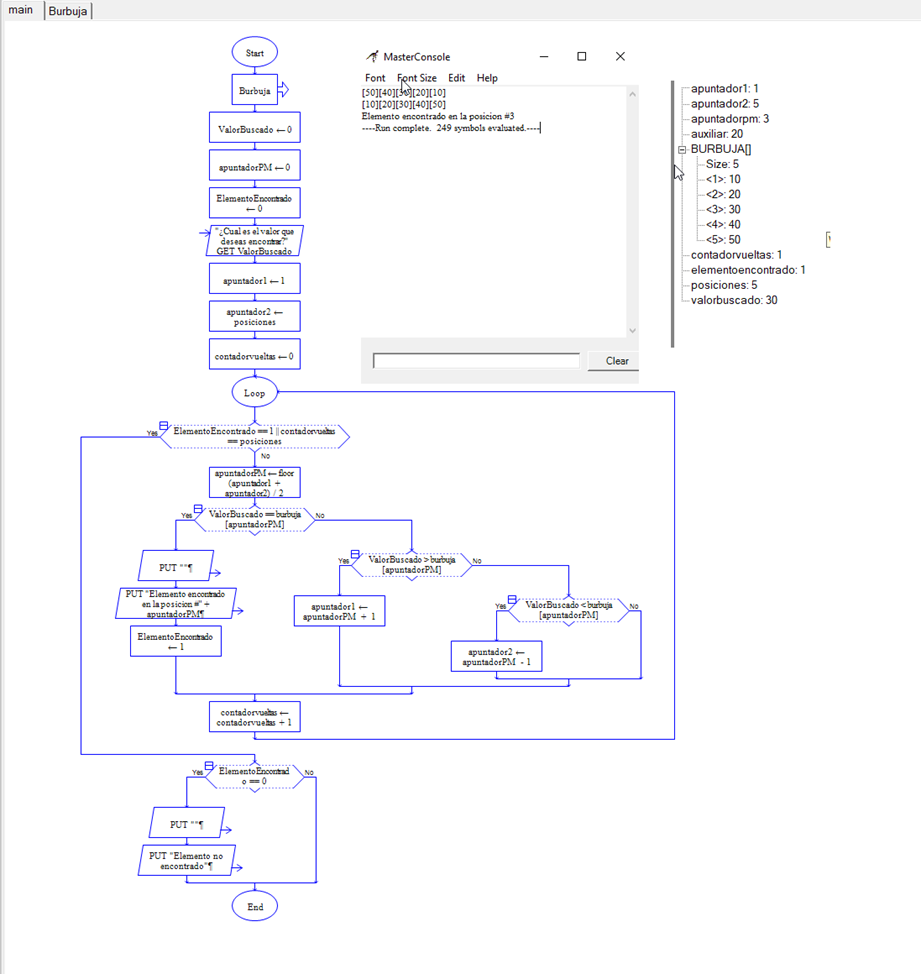 main
Burbuja
Start
Burbuja
ValorBuscado ← 0
apuntadorPM ← 0
ElementoEncontrado
← 0
"¿Cual es el valor que
deseas encontrar?"
GET ValorBuscado
apuntador1 ← 1
apuntador2 ←
posiciones
contadorvueltas ← 0
Loop
Yes
ElementoEncontrado == 1 || contadorvueltas
== posiciones
No
apuntadorPM ← floor
(apuntador1 +
apuntador2) / 2
Yes
ValorBuscado == burbuja
[apuntadorPM]
No
PUT ""¶
PUT "Elemento encontrado
en la posicion #" +
apuntadorPM¶
ElementoEncontrado
← 1
Yes
ValorBuscado > burbuja
[apuntadorPM]
No
apuntador1 ←
apuntadorPM + 1
Yes
ValorBuscado < burbuja
[apuntadorPM]
No
apuntador2 ←
apuntadorPM - 1
contadorvueltas ←
contadorvueltas + 1
Yes
ElementoEncontrad
o == 0
No
PUT ""¶
PUT "Elemento no
encontrado"¶
End
MasterConsole
Font Font Size Edit Help
[50][40][30][20][10]
[10][20][30][40][50]
Elemento encontrado en la posicion #3
----Run complete. 249 symbols evaluated.----
Clear
apuntador1: 1
apuntador2: 5
apuntadorpm: 3
auxiliar: 20
BURBUJA[]
Size: 5
<1>: 10
<2>: 20
<3>: 30
<4>: 40
<5>: 50
contadorvueltas: 1
elementoencontrado: 1
posiciones: 5
valorbuscado: 30